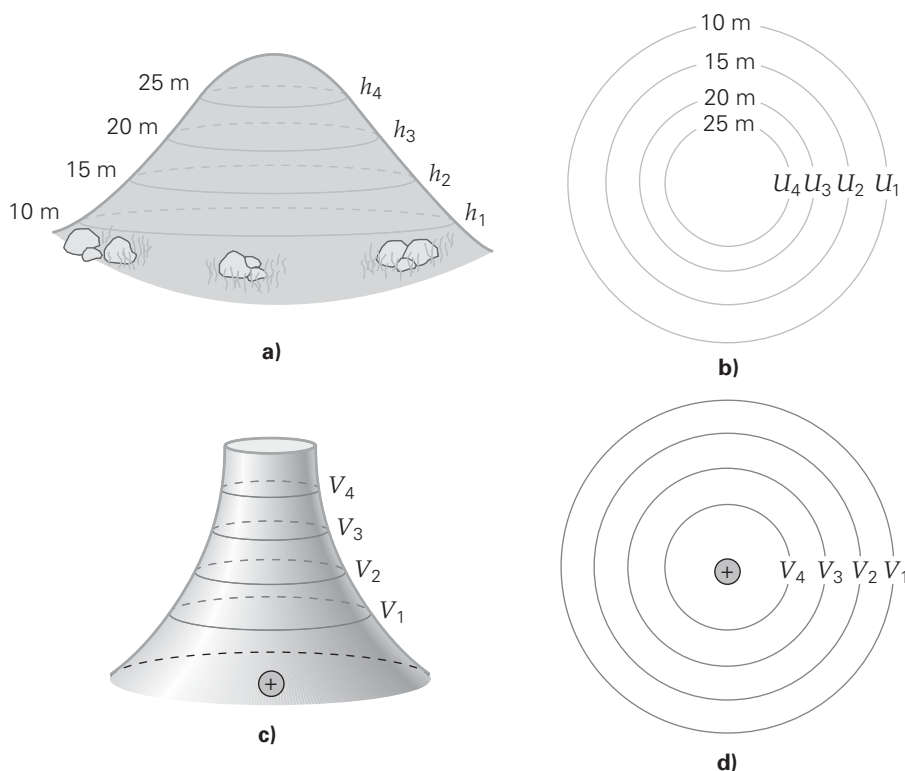 25 m
h₄
20 m
h₃
15 m
h₂
10 m
h₁
a)
10 m
15 m
20 m
25 m
U₄ U₃ U₂ U₁
b)
V₄
V₃
V₂
V₁
+
c)
+
V₄ V₃ V₂ V₁
d)